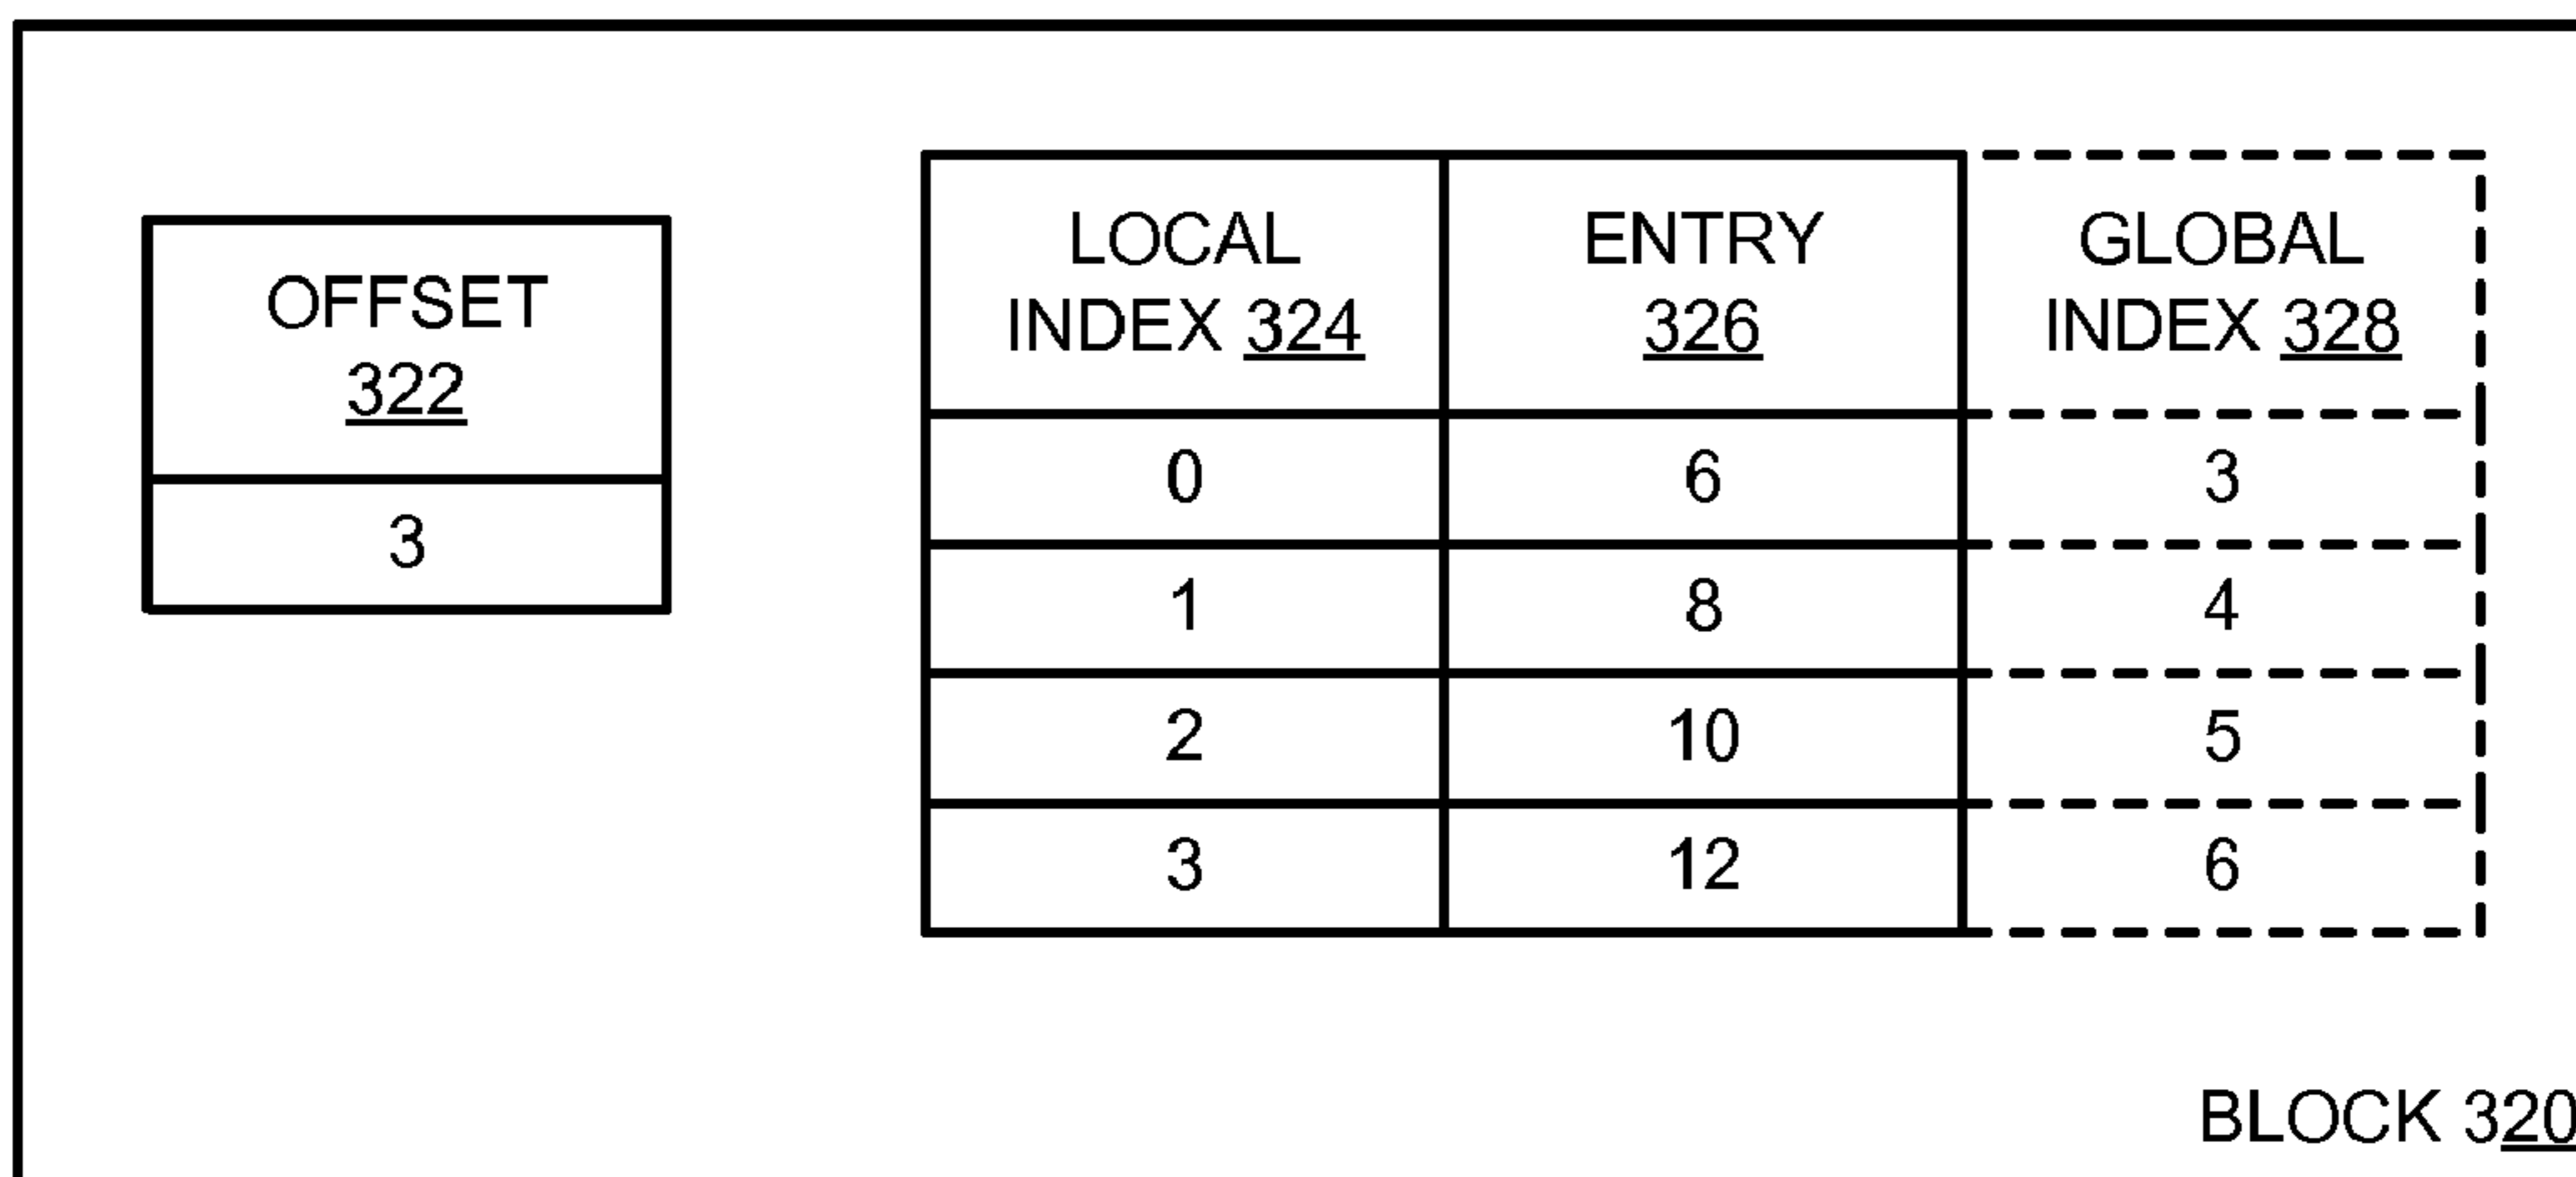 OFFSET
322
3
LOCAL INDEX 324 ENTRY 326 GLOBAL INDEX 328
0 6 3
1 8 4
2 10 5
3 12 6
BLOCK 320